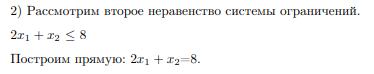 2) Рассмотрим второе неравенство системы ограничений.
2x₁ + x₂ ≤ 8
Построим прямую: 2x₁ + x₂=8.